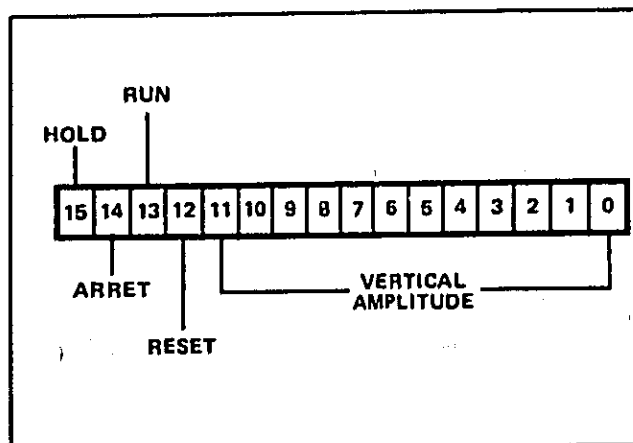 RUN
HOLD
15 14 13 12 11 10 9 8 7 6 5 4 3 2 1 0
ARRET
VERTICAL
AMPLITUDE
RESET